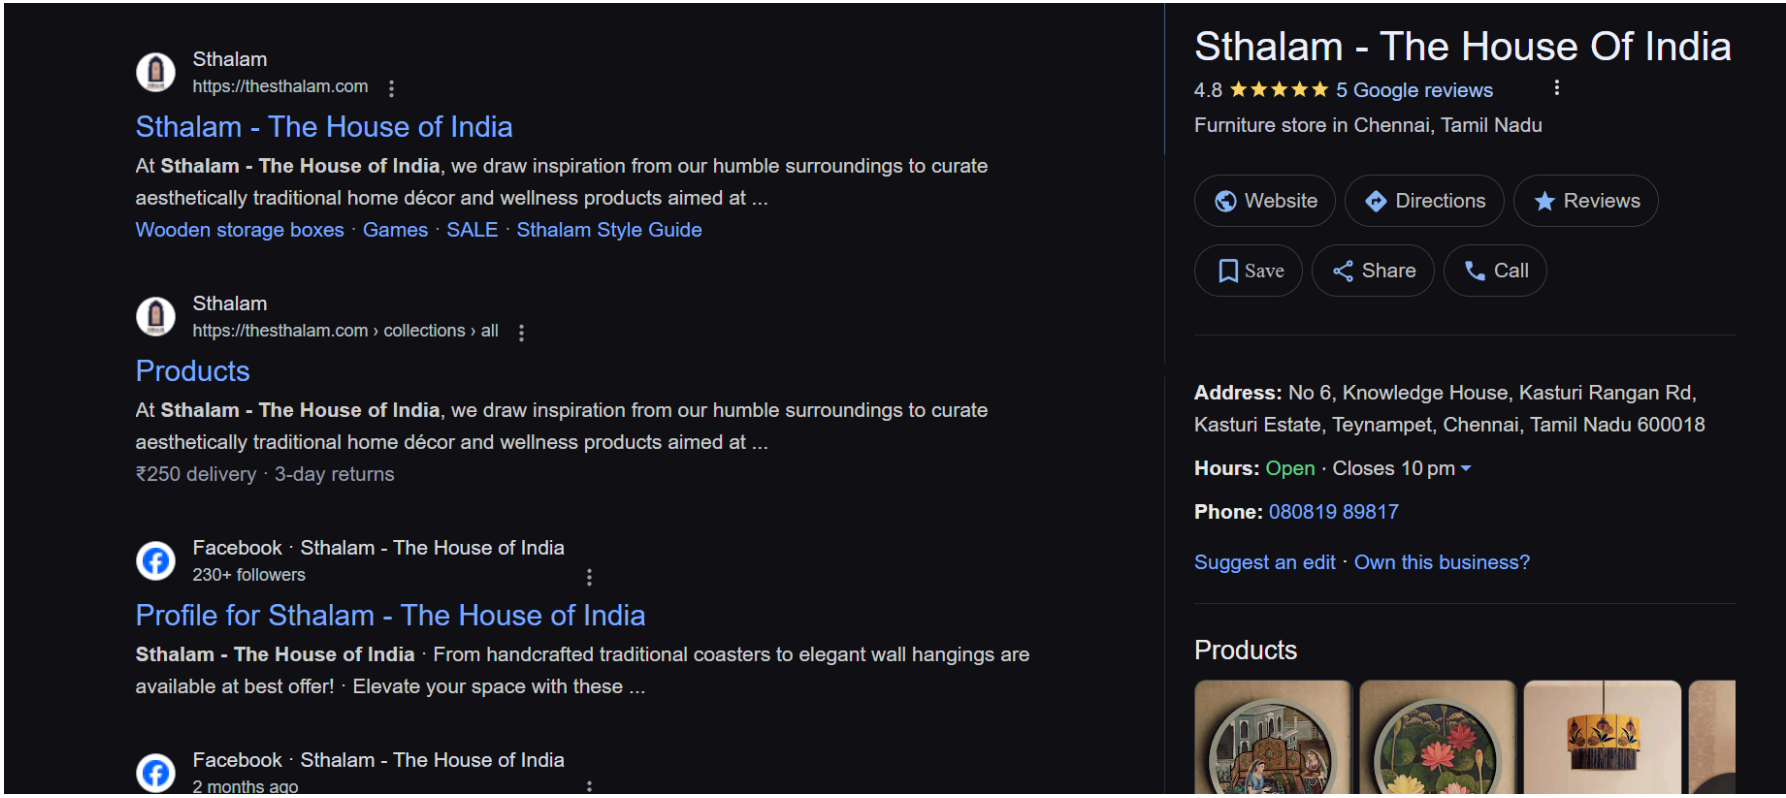 Sthalam
https://thesthalam.com
Sthalam - The House of India
At Sthalam - The House of India, we draw inspiration from our humble surroundings to curate
aesthetically traditional home décor and wellness products aimed at ...
Wooden storage boxes · Games · SALE · Sthalam Style Guide
Sthalam
https://thesthalam.com › collections › all
Products
At Sthalam - The House of India, we draw inspiration from our humble surroundings to curate
aesthetically traditional home décor and wellness products aimed at ...
₹250 delivery · 3-day returns
Facebook · Sthalam - The House of India
230+ followers
Profile for Sthalam - The House of India
Sthalam - The House of India · From handcrafted traditional coasters to elegant wall hangings are
available at best offer! · Elevate your space with these ...
Facebook · Sthalam - The House of India
2 months ago
Sthalam - The House Of India
4.8 5 Google reviews
Furniture store in Chennai, Tamil Nadu
Website Directions Reviews
Save Share Call
Address: No 6, Knowledge House, Kasturi Rangan Rd,
Kasturi Estate, Teynampet, Chennai, Tamil Nadu 600018
Hours: Open · Closes 10 pm
Phone: 080819 89817
Suggest an edit · Own this business?
Products